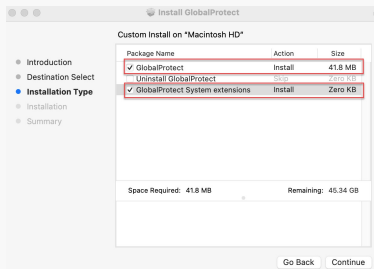 Install GlobalProtect
Custom Install on "Macintosh HD"
Package Name Action Size
GlobalProtect Install 41.8 MB
Uninstall GlobalProtect Skip Zero KB
GlobalProtect System extensions Install Zero KB
Introduction
Destination Select
Installation Type
Installation
Summary
Space Required: 41.8 MB Remaining: 45.34 GB
Go Back Continue